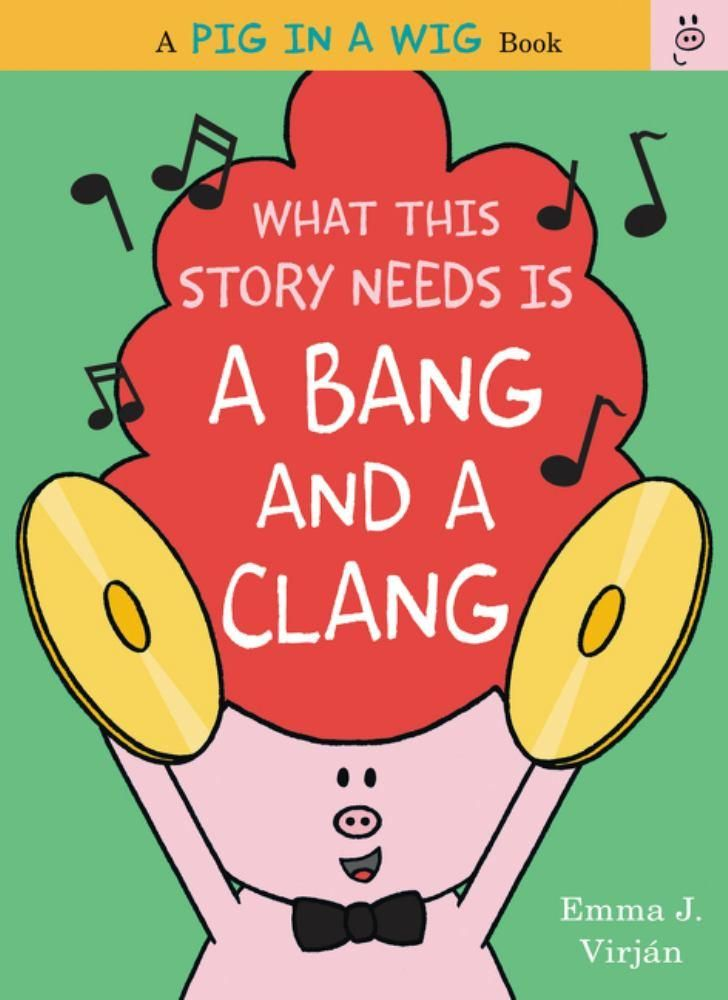 A PIG IN A WIG Book
WHAT THIS
STORY NEEDS IS
A BANG
AND A
CLANG
Emma J.
Virján